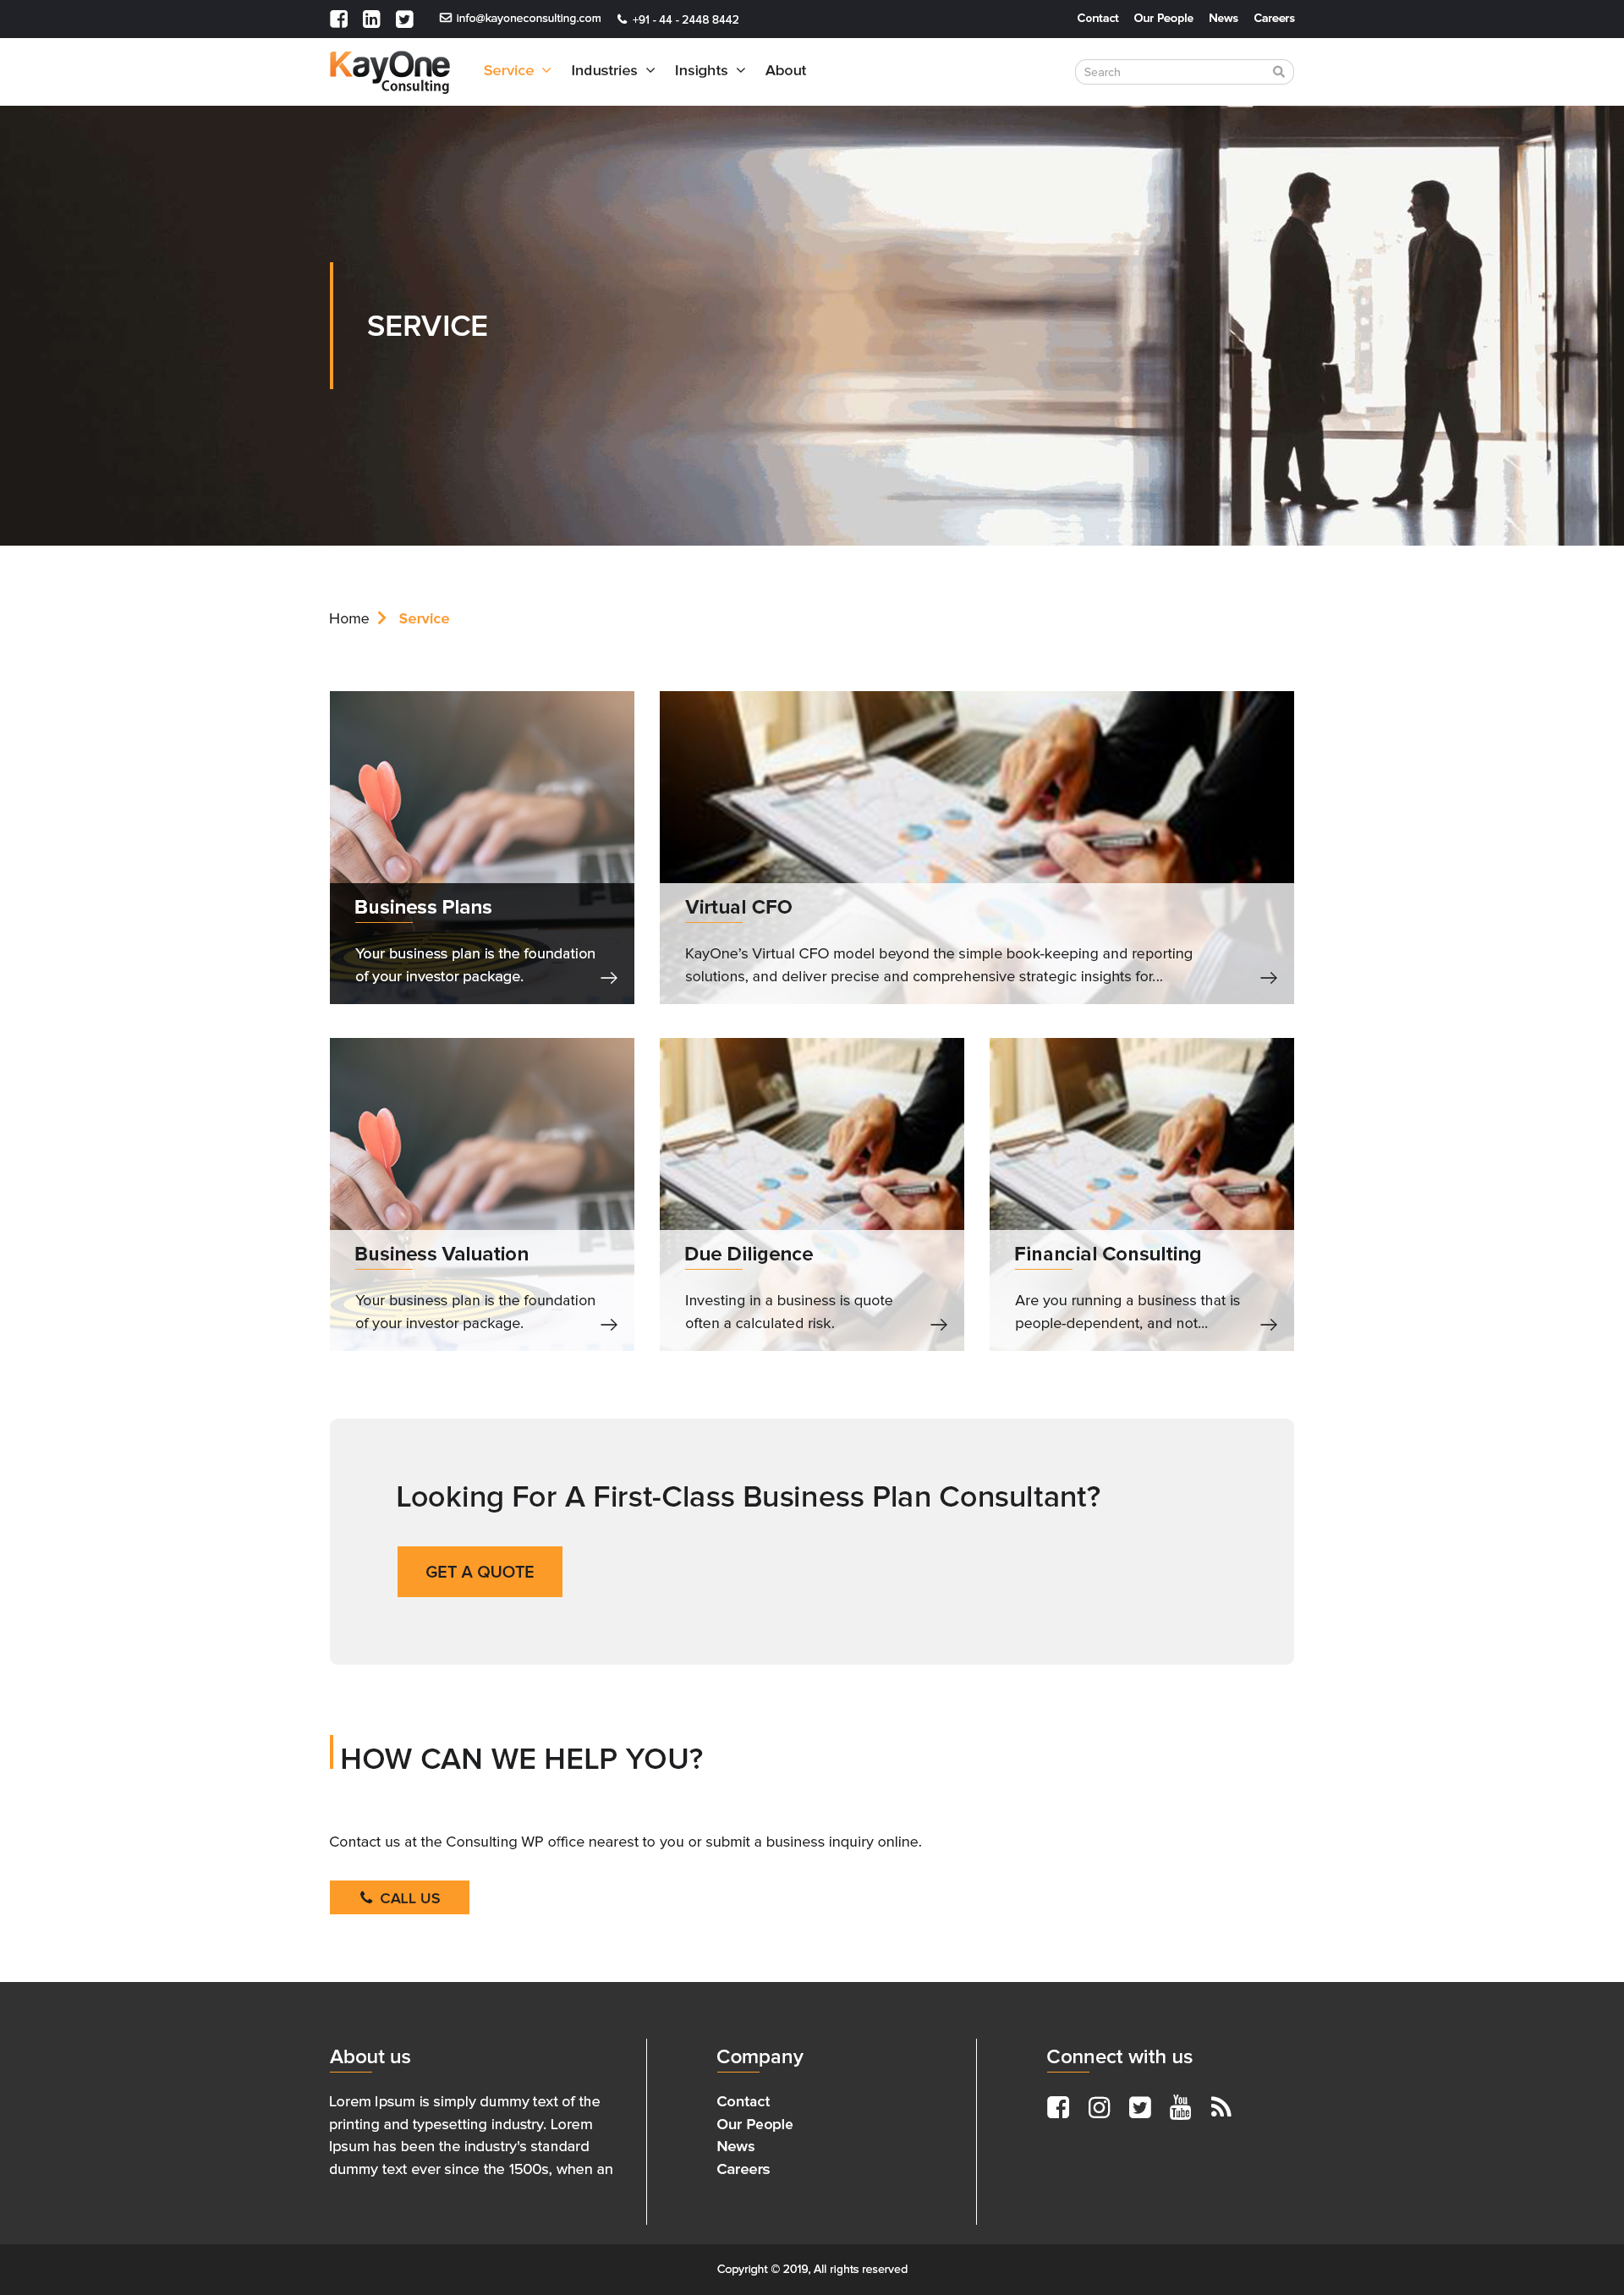 info@kayoneconsulting.com
+91 - 44 - 2448 8442
Contact Our People News Careers
KayOne
Consulting
Service Industries Insights About
Search
SERVICE
Home Service
Business Plans
Your business plan is the foundation
of your investor package.
Virtual CFO
KayOne’s Virtual CFO model beyond the simple book-keeping and reporting
solutions, and deliver precise and comprehensive strategic insights for...
Business Valuation
Your business plan is the foundation
of your investor package.
Due Diligence
Investing in a business is quote
often a calculated risk.
Financial Consulting
Are you running a business that is
people-dependent, and not...
Looking For A First-Class Business Plan Consultant?
GET A QUOTE
HOW CAN WE HELP YOU?
Contact us at the Consulting WP office nearest to you or submit a business inquiry online.
CALL US
About us
Lorem Ipsum is simply dummy text of the
printing and typesetting industry. Lorem
Ipsum has been the industry's standard
dummy text ever since the 1500s, when an
Company
Contact
Our People
News
Careers
Connect with us
You
Tube
Copyright © 2019, All rights reserved